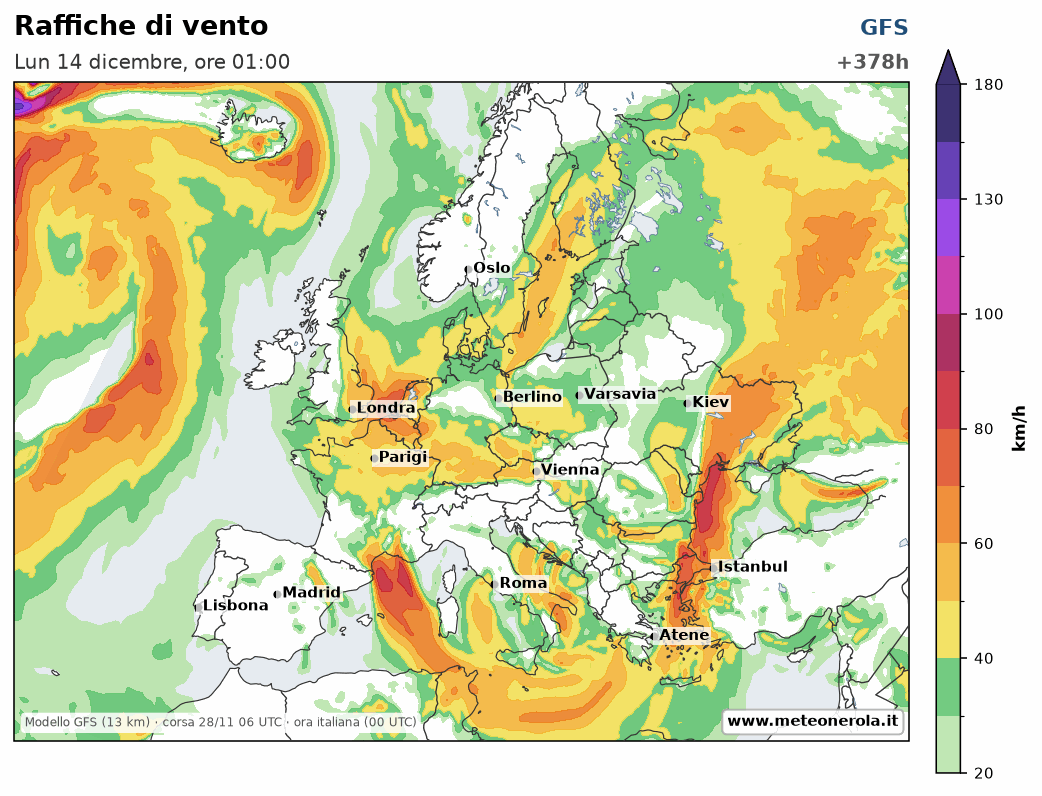 Raffiche di vento
GFS
Lun 14 dicembre, ore 01:00
+378h
180
130
100
80
60
40
20
km/h
Oslo
Londra
Berlino
Varsavia
Kiev
Parigi
Vienna
Istanbul
Roma
Madrid
Lisbona
Atene
Modello GFS (13 km) · corsa 28/11 06 UTC · ora italiana (00 UTC)
www.meteonerola.it